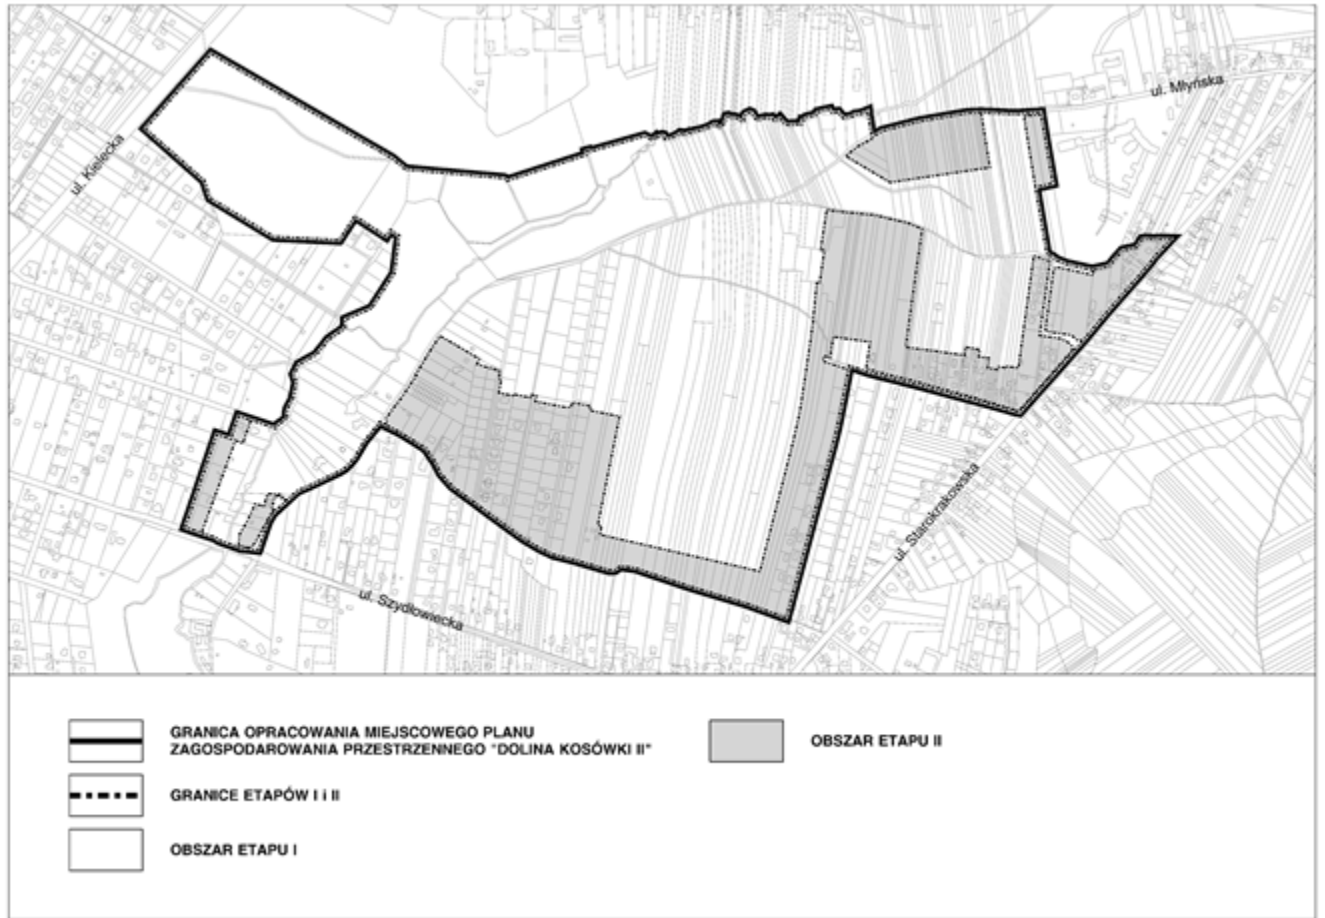 ul. Młyńska
ul. Kielecka
ul. Starokrakowska
ul. Szydłowiecka
GRANICA OPRACOWANIA MIEJSCOWEGO PLANU
ZAGOSPODAROWANIA PRZESTRZENNEGO "DOLINA KOSÓWKI II"
GRANICE ETAPÓW I i II
OBSZAR ETAPU I
OBSZAR ETAPU II